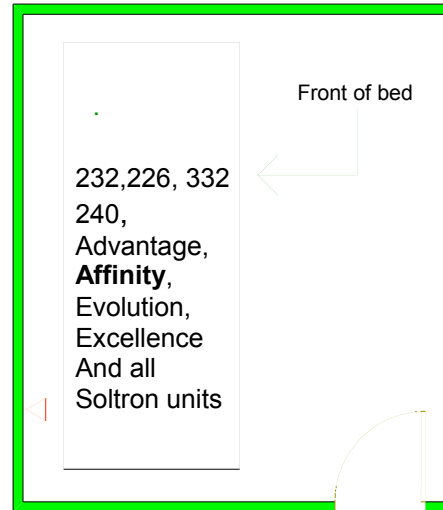 Front of bed
232,226, 332
240,
Advantage,
Affinity,
Evolution,
Excellence
And all
Soltron units